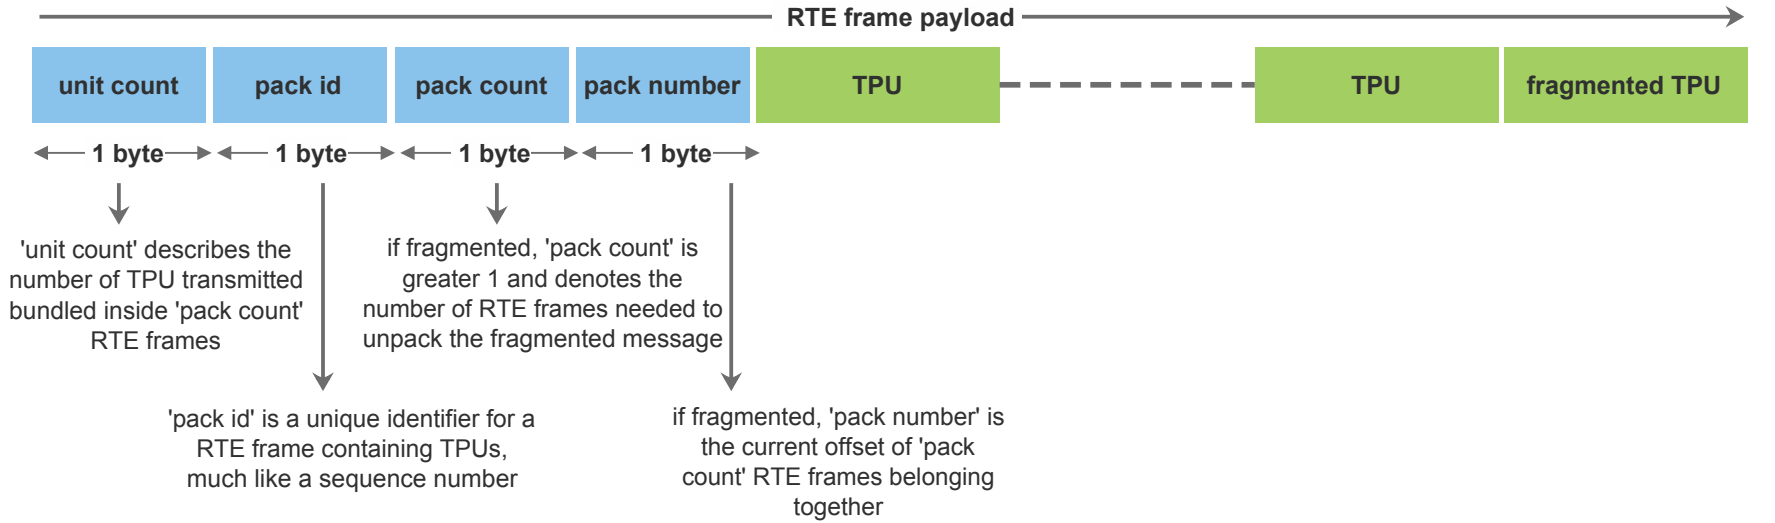 RTE frame payload
unit count
pack id
pack count
pack number
TPU
TPU
fragmented TPU
1 byte
1 byte
1 byte
1 byte
'unit count' describes the
number of TPU transmitted
bundled inside 'pack count'
RTE frames
if fragmented, 'pack count' is
greater 1 and denotes the
number of RTE frames needed to
unpack the fragmented message
'pack id' is a unique identifier for a
RTE frame containing TPUs,
much like a sequence number
if fragmented, 'pack number' is
the current offset of 'pack
count' RTE frames belonging
together